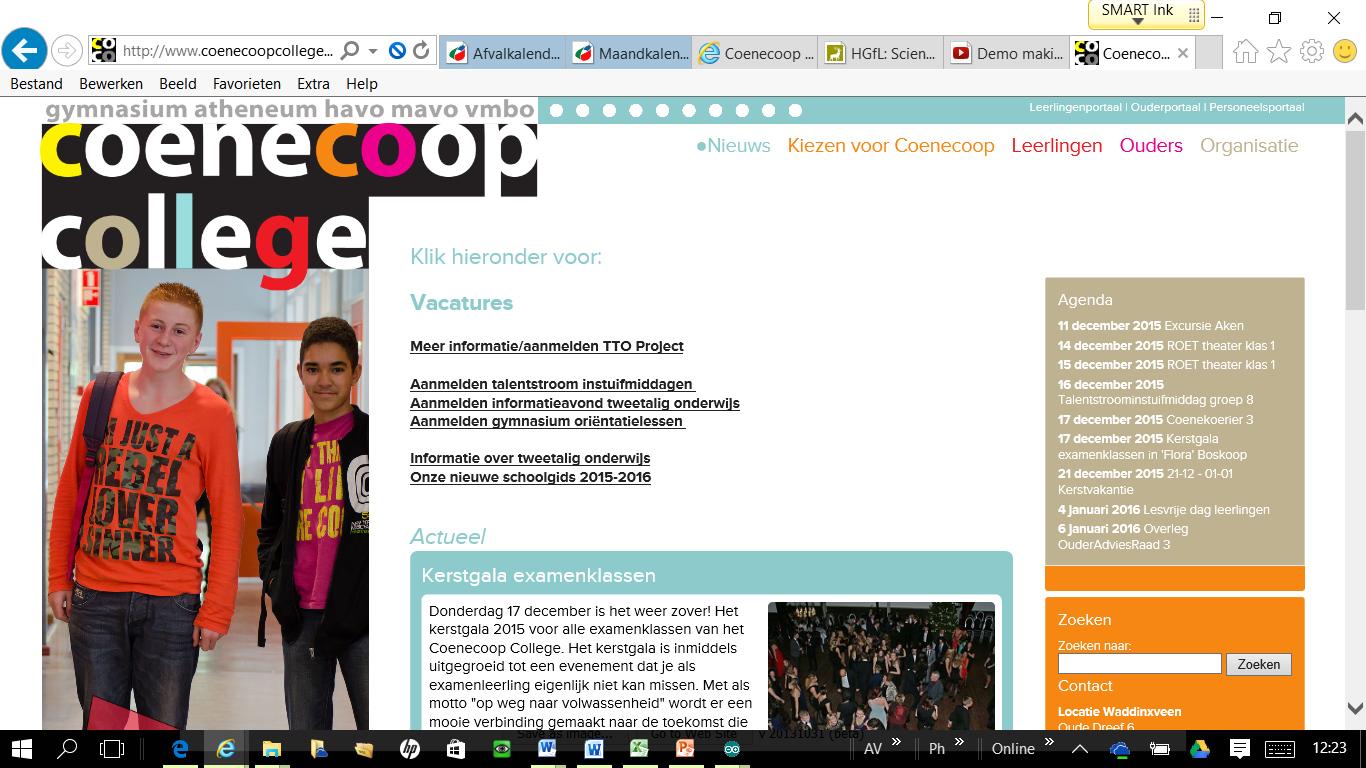 SMART Ink
http://www.coenecoopcollege...
Afvalkalend...
Maandkalen...
Coenecoop ...
HGfL: Scien...
Demo maki...
Coeneco...
Bestand Bewerken Beeld Favorieten Extra Help
gymnasium atheneum havo mavo vmbo
Leerlingenportaal | Ouderportaal | Personeelsportaal
coenecoop
college
Nieuws Kiezen voor Coenecoop Leerlingen Ouders Organisatie
Klik hieronder voor:
Vacatures
Meer informatie/aanmelden TTO Project
Aanmelden talentstroom instuifmiddagen
Aanmelden informatieavond tweetalig onderwijs
Aanmelden gymnasium oriëntatielessen
Informatie over tweetalig onderwijs
Onze nieuwe schoolgids 2015-2016
Actueel
Kerstgala examenklassen
Donderdag 17 december is het weer zover! Het
kerstgala 2015 voor alle examenklassen van het
Coenecoop College. Het kerstgala is inmiddels
uitgegroeid tot een evenement dat je als
examenleerling eigenlijk niet kan missen. Met als
motto "op weg naar volwassenheid" wordt er een
mooie verbinding gemaakt naar de toekomst die
Agenda
11 december 2015 Excursie Aken
14 december 2015 ROET theater klas 1
15 december 2015 ROET theater klas 1
16 december 2015
Talentstroominstuifmiddag groep 8
17 december 2015 Coenekoerier 3
17 december 2015 Kerstgala
examenklassen in 'Flora' Boskoop
21 december 2015 21-12 - 01-01
Kerstvakantie
4 januari 2016 Lesvrije dag leerlingen
6 januari 2016 Overleg
OuderAdviesRaad 3
Zoeken
Zoeken naar:
Zoeken
Contact
Locatie Waddinxveen
Oude Dreef 6
JUST A
REBEL
LOVER
SINNER
Save as Image... Go to Web Site v 20131031 (beta)
AV » Ph » Online » 12:23